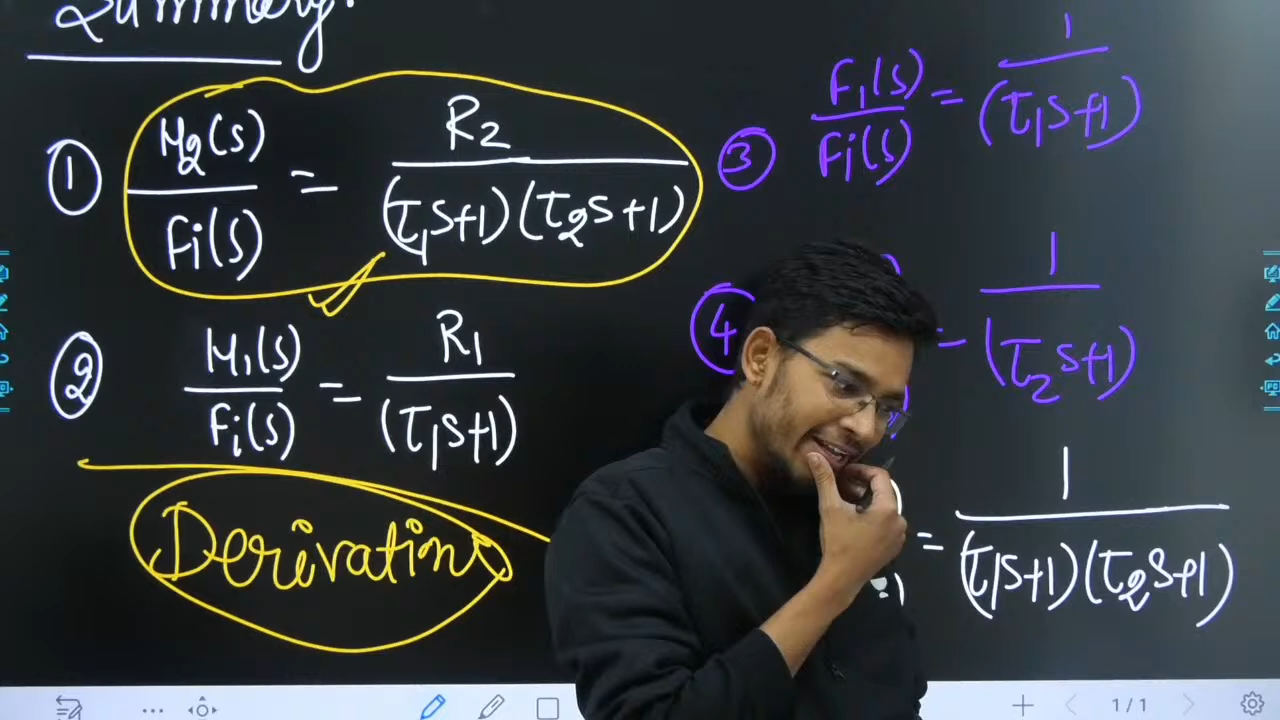 Summary:
① H₂(s)/Fi(s) = R₂/(τ₁s+1)(τ₂s+1)
② H₁(s)/Fi(s) = R₁/(τ₁s+1)
Derivations
③ F₁(s)/Fi(s) = 1/(τ₁s+1)
④ = 1/(τ₂s+1)
= 1/(τ₁s+1)(τ₂s+1)
1/1